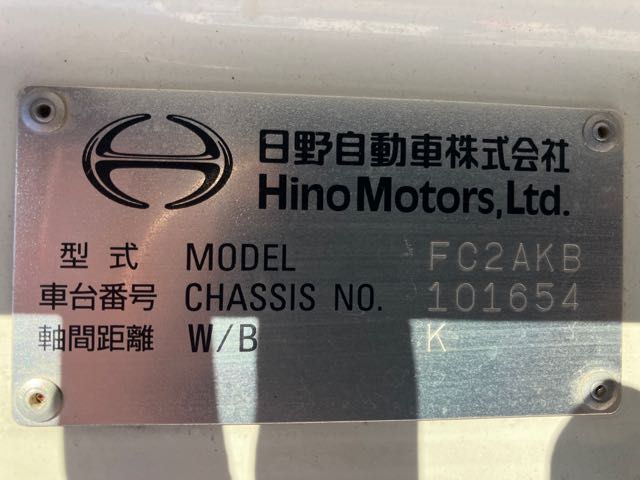 日野自動車株式会社
Hino Motors, Ltd.
型式 MODEL FC2AKB
車台番号 CHASSIS NO. 101654
軸間距離 W/B K